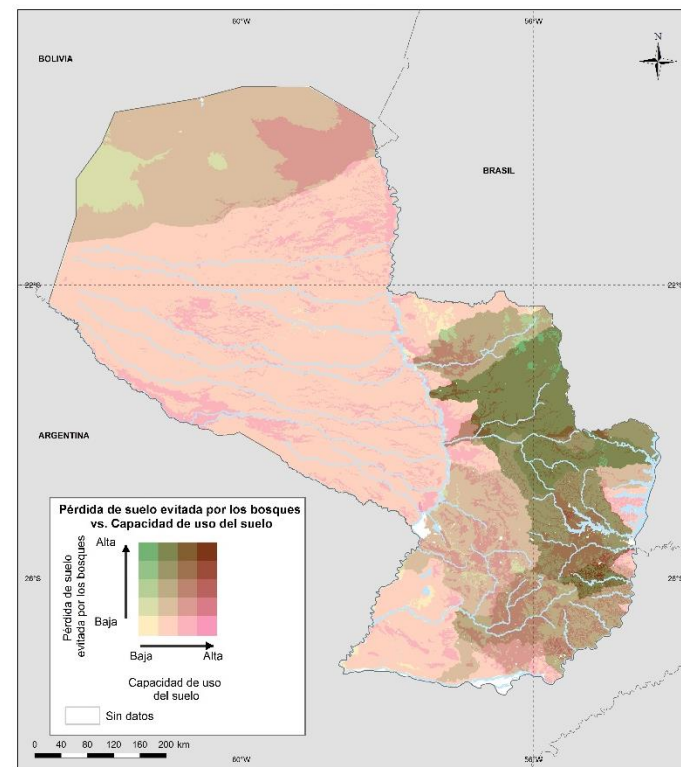 60°W
56°W
BOLIVIA
N
BRASIL
22°S
22°S
ARGENTINA
Pérdida de suelo evitada por los bosques
vs. Capacidad de uso del suelo
Alta
Pérdida de suelo
evitada por los bosques
Baja
Baja
Alta
Capacidad de uso
del suelo
Sin datos
26°S
26°S
0 40 80 120 160 200 km
60°W
56°W